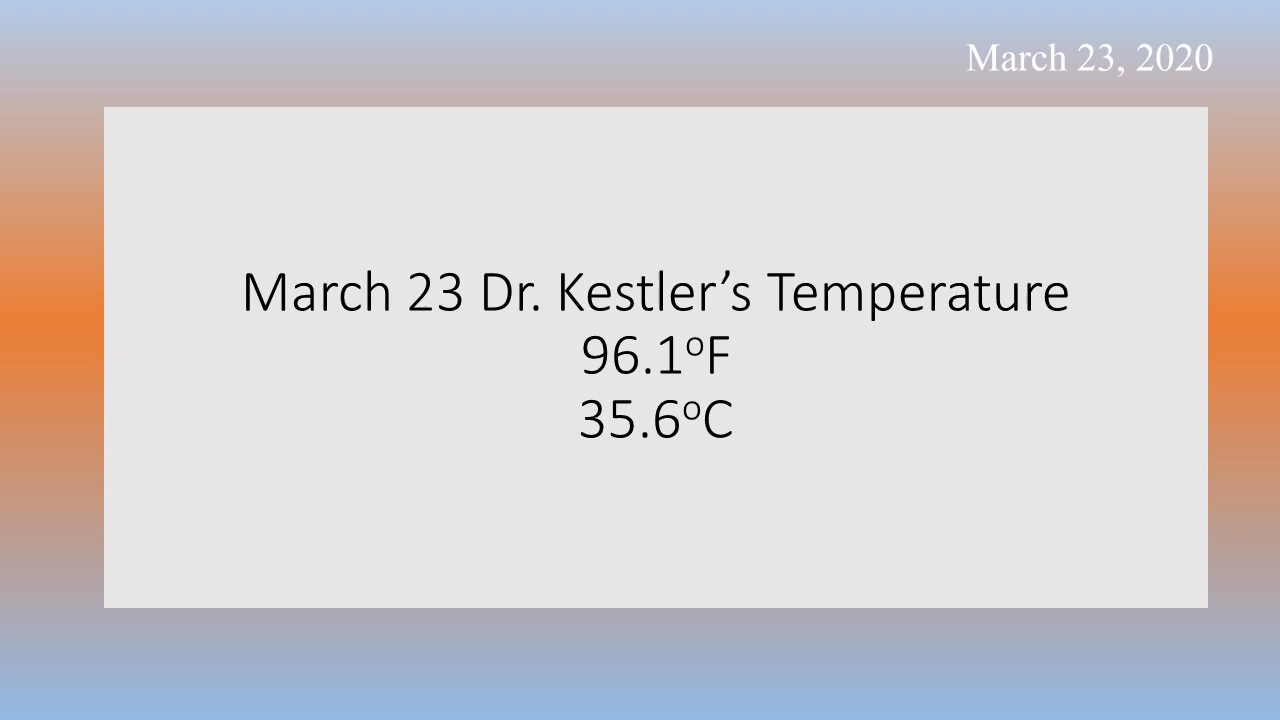 March 23, 2020
March 23 Dr. Kestler’s Temperature
96.1ºF
35.6ºC